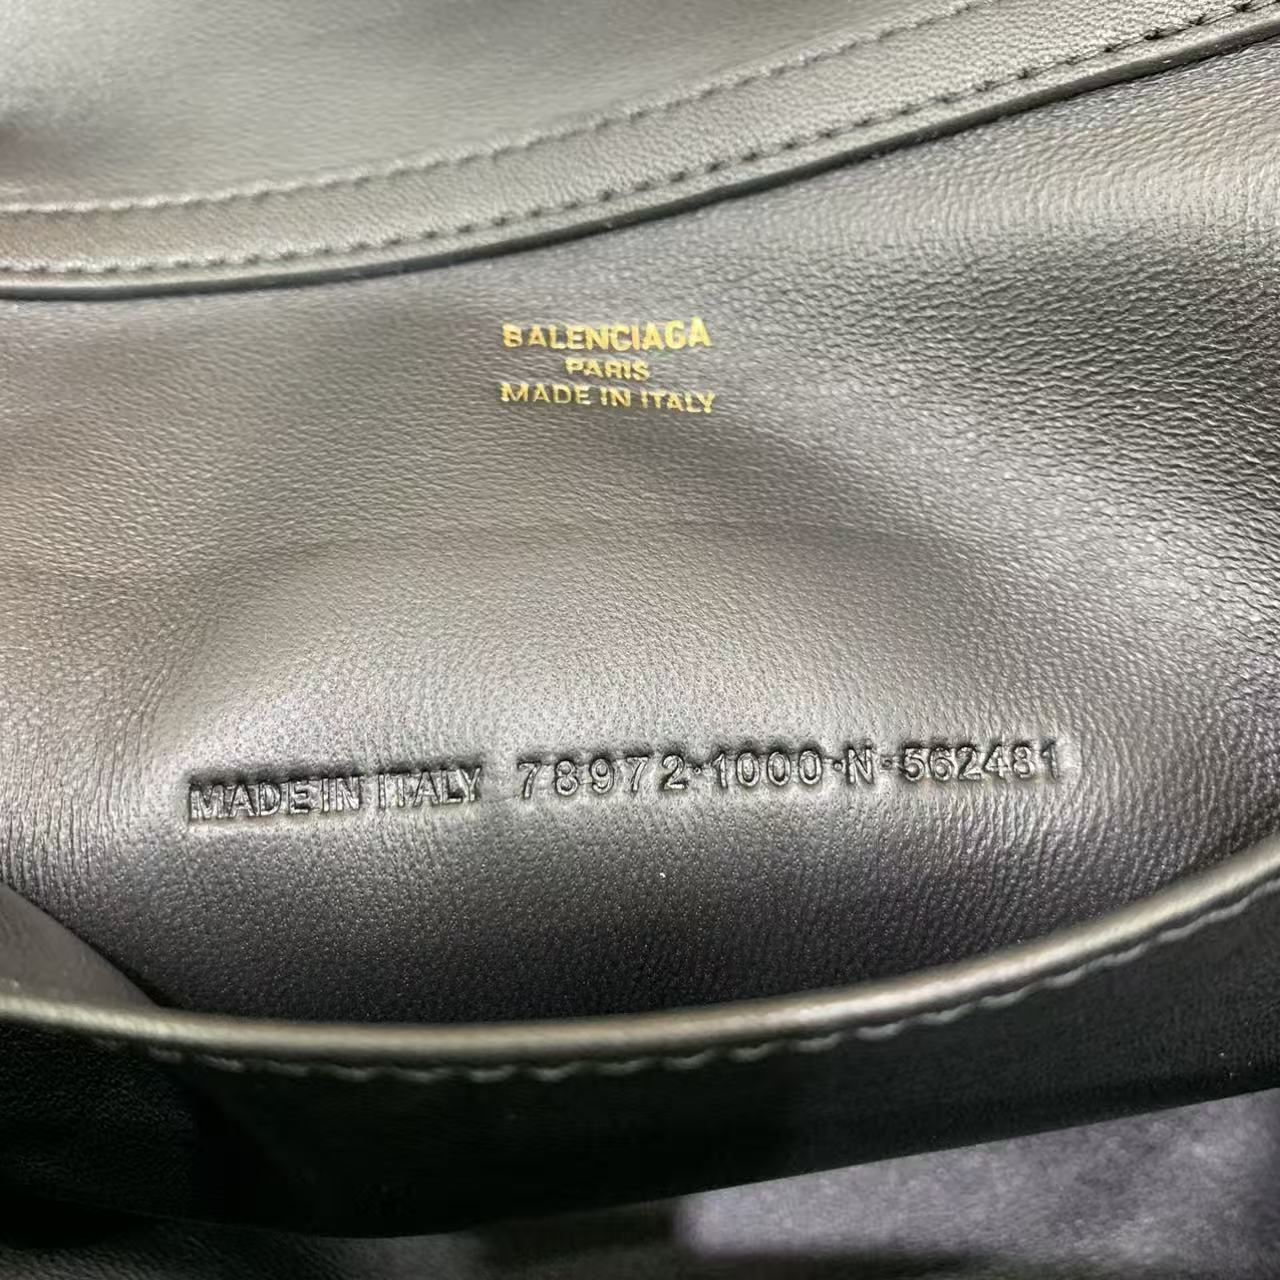 BALENCIAGA
PARIS
MADE IN ITALY
MADE IN ITALY 78972·1000·N·562481